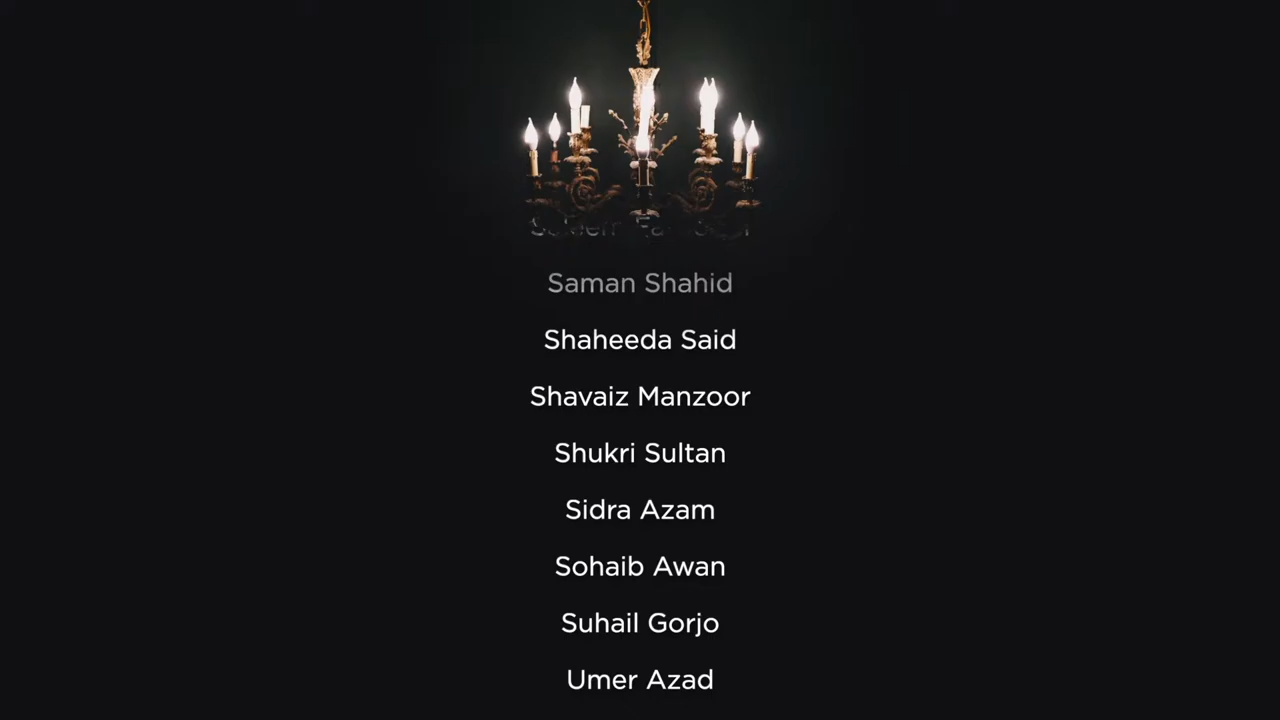 Saman Shahid
Shaheeda Said
Shavaiz Manzoor
Shukri Sultan
Sidra Azam
Sohaib Awan
Suhail Gorjo
Umer Azad